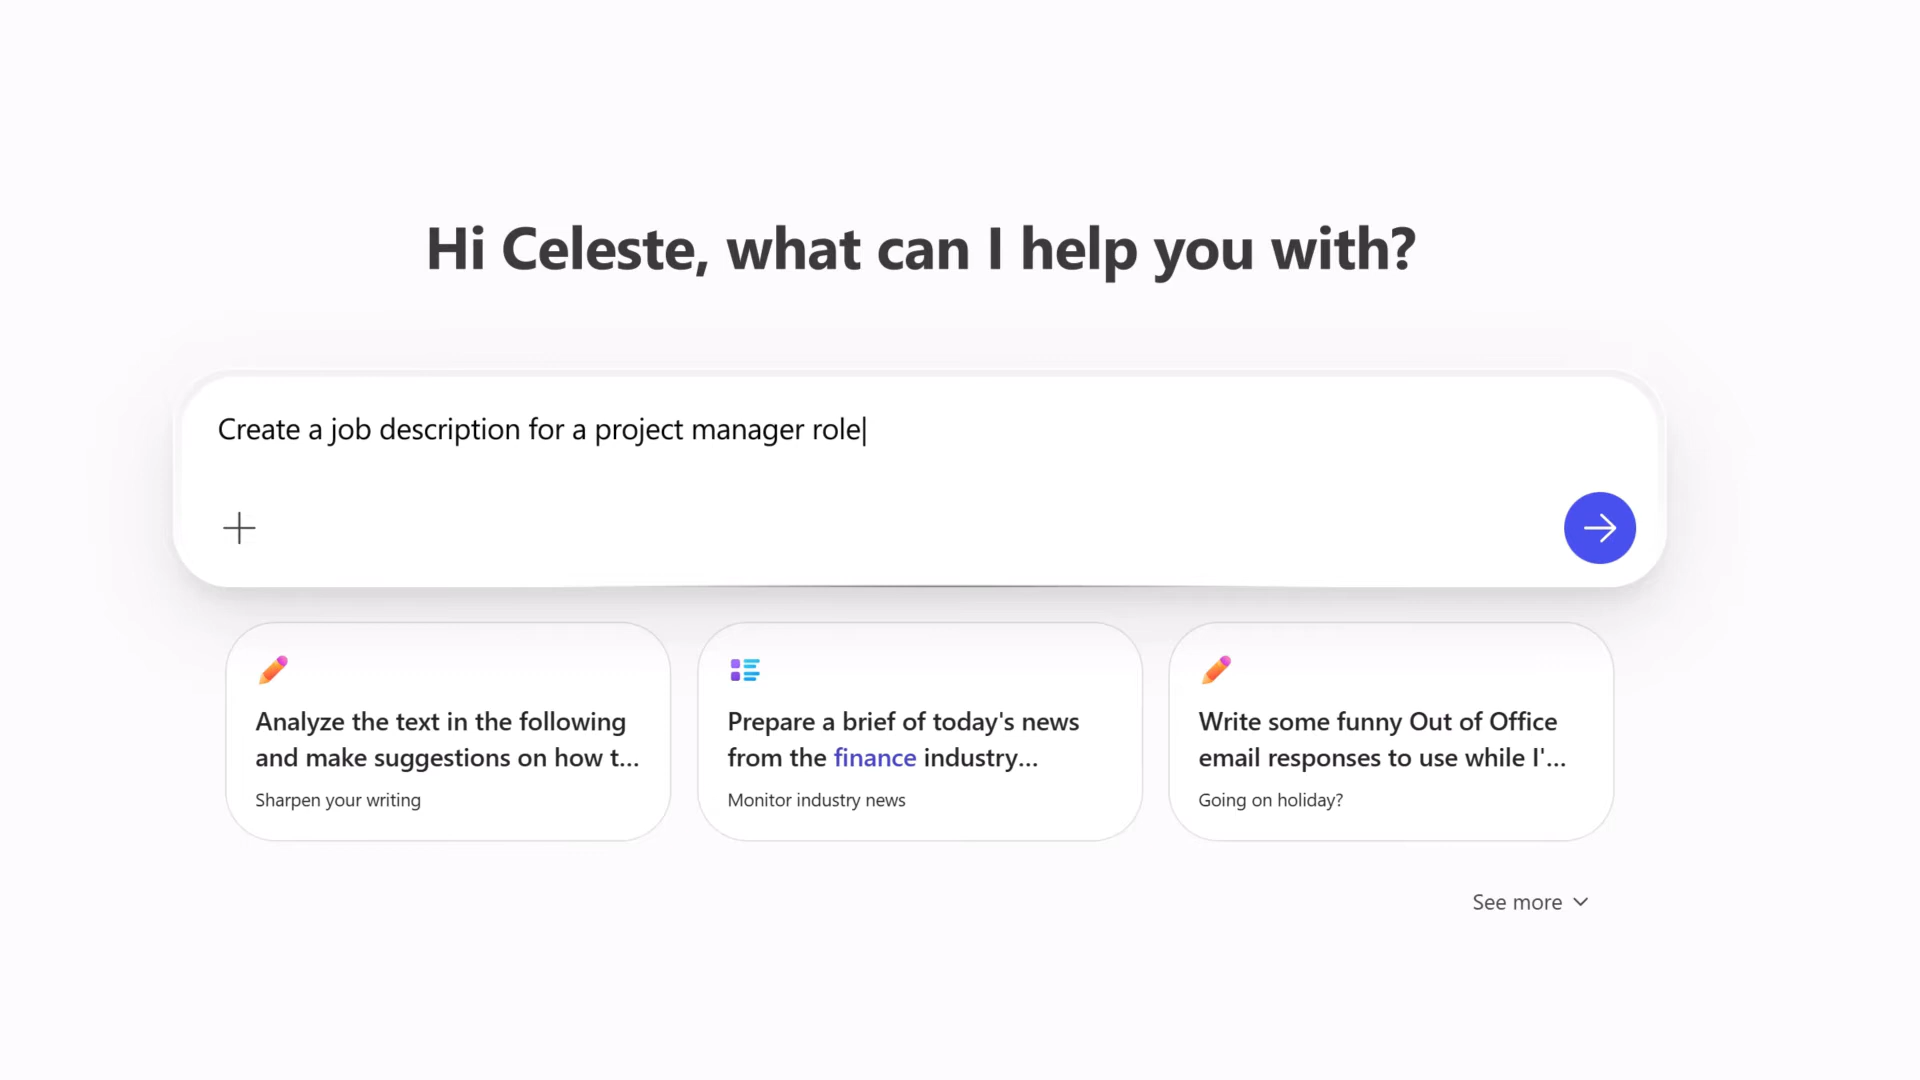 Hi Celeste, what can I help you with?
Create a job description for a project manager role
Analyze the text in the following
and make suggestions on how t...
Sharpen your writing
Prepare a brief of today's news
from the finance industry...
Monitor industry news
Write some funny Out of Office
email responses to use while I'...
Going on holiday?
See more